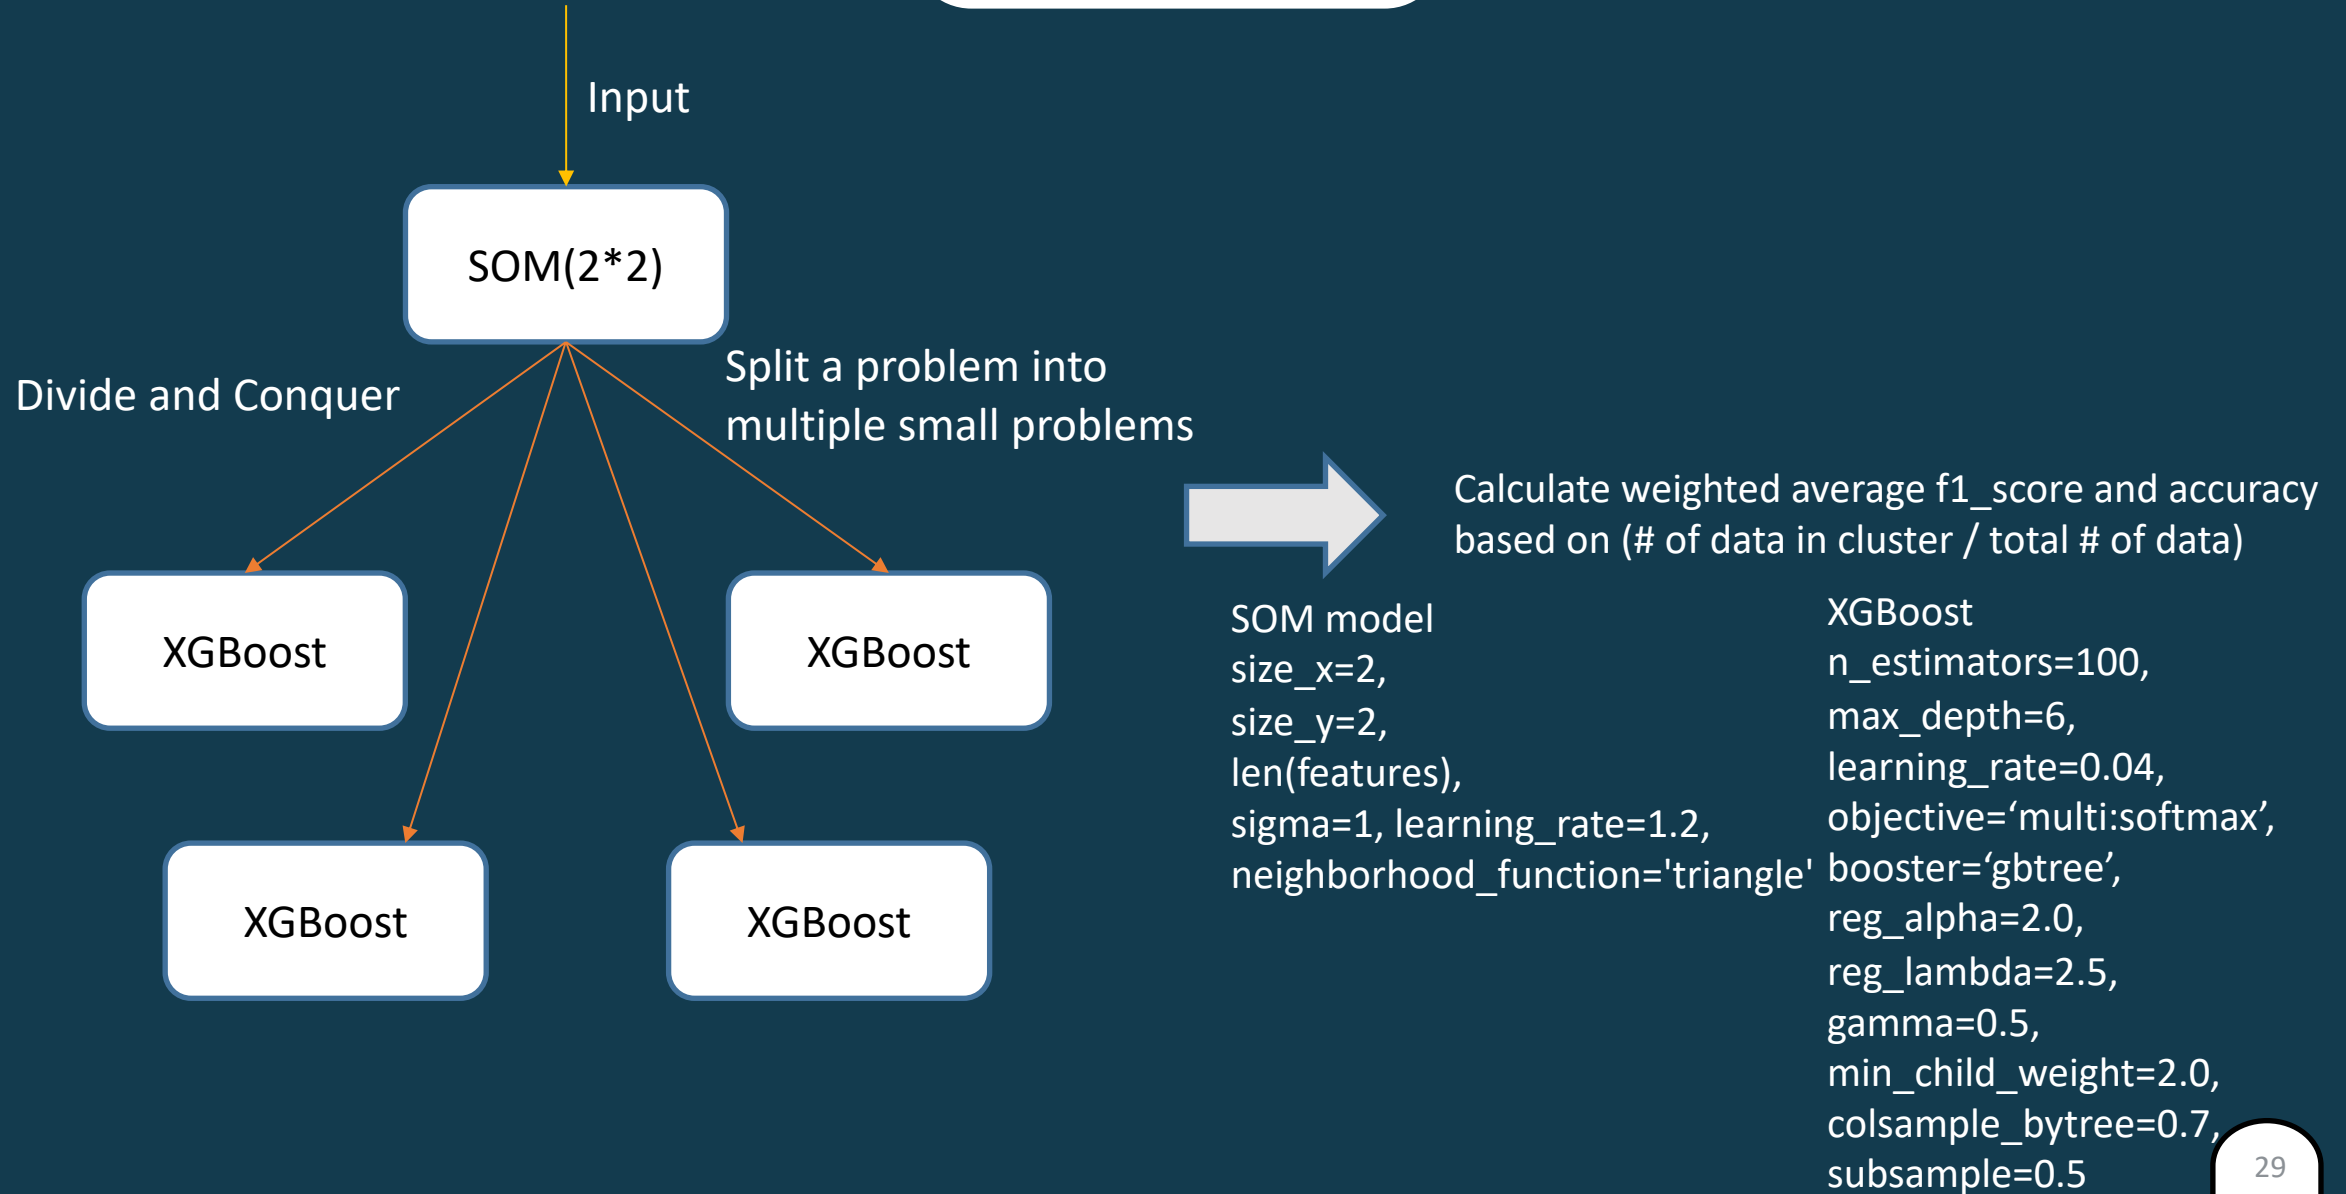 Input
SOM(2*2)
Divide and Conquer
Split a problem into
multiple small problems
XGBoost
XGBoost
XGBoost
XGBoost
Calculate weighted average f1_score and accuracy
based on (# of data in cluster / total # of data)
SOM model
size_x=2,
size_y=2,
len(features),
sigma=1, learning_rate=1.2,
neighborhood_function='triangle'
XGBoost
n_estimators=100,
max_depth=6,
learning_rate=0.04,
objective=‘multi:softmax’,
booster=‘gbtree’,
reg_alpha=2.0,
reg_lambda=2.5,
gamma=0.5,
min_child_weight=2.0,
colsample_bytree=0.7,
subsample=0.5
29